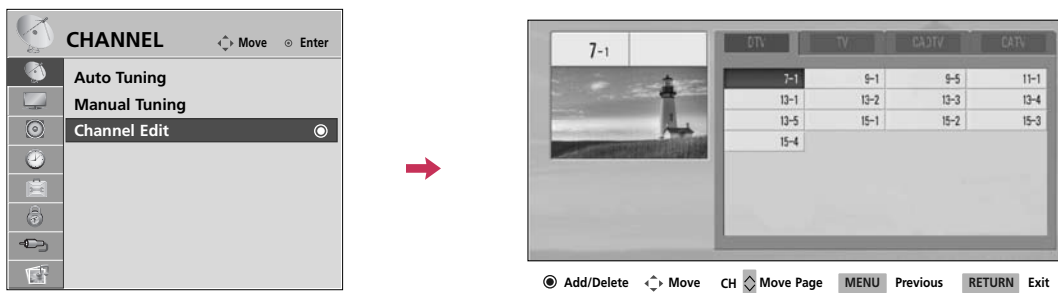 CHANNEL Move Enter
Auto Tuning
Manual Tuning
Channel Edit
7-1
DTV TV CADTV CATV
7-1 9-1 9-5 11-1
13-1 13-2 13-3 13-4
13-5 15-1 15-2 15-3
15-4
Add/Delete Move CH Move Page MENU Previous RETURN Exit